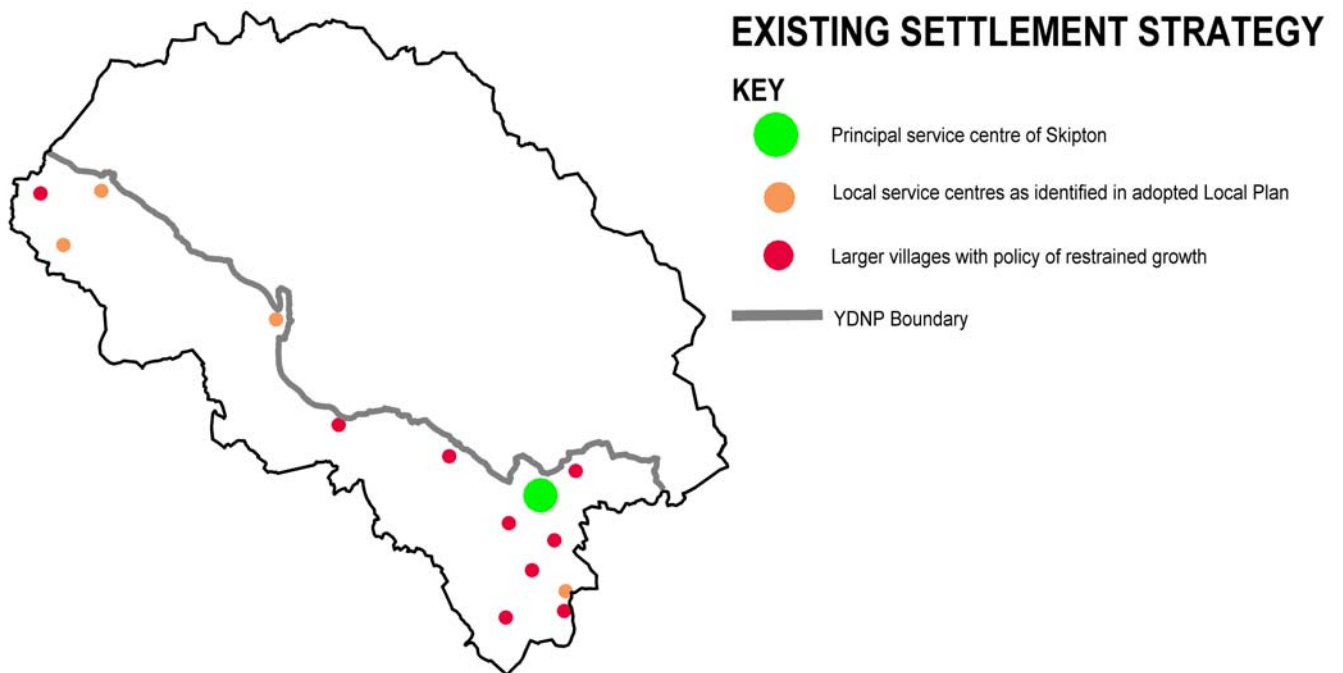 EXISTING SETTLEMENT STRATEGY
KEY
Principal service centre of Skipton
Local service centres as identified in adopted Local Plan
Larger villages with policy of restrained growth
YDNP Boundary